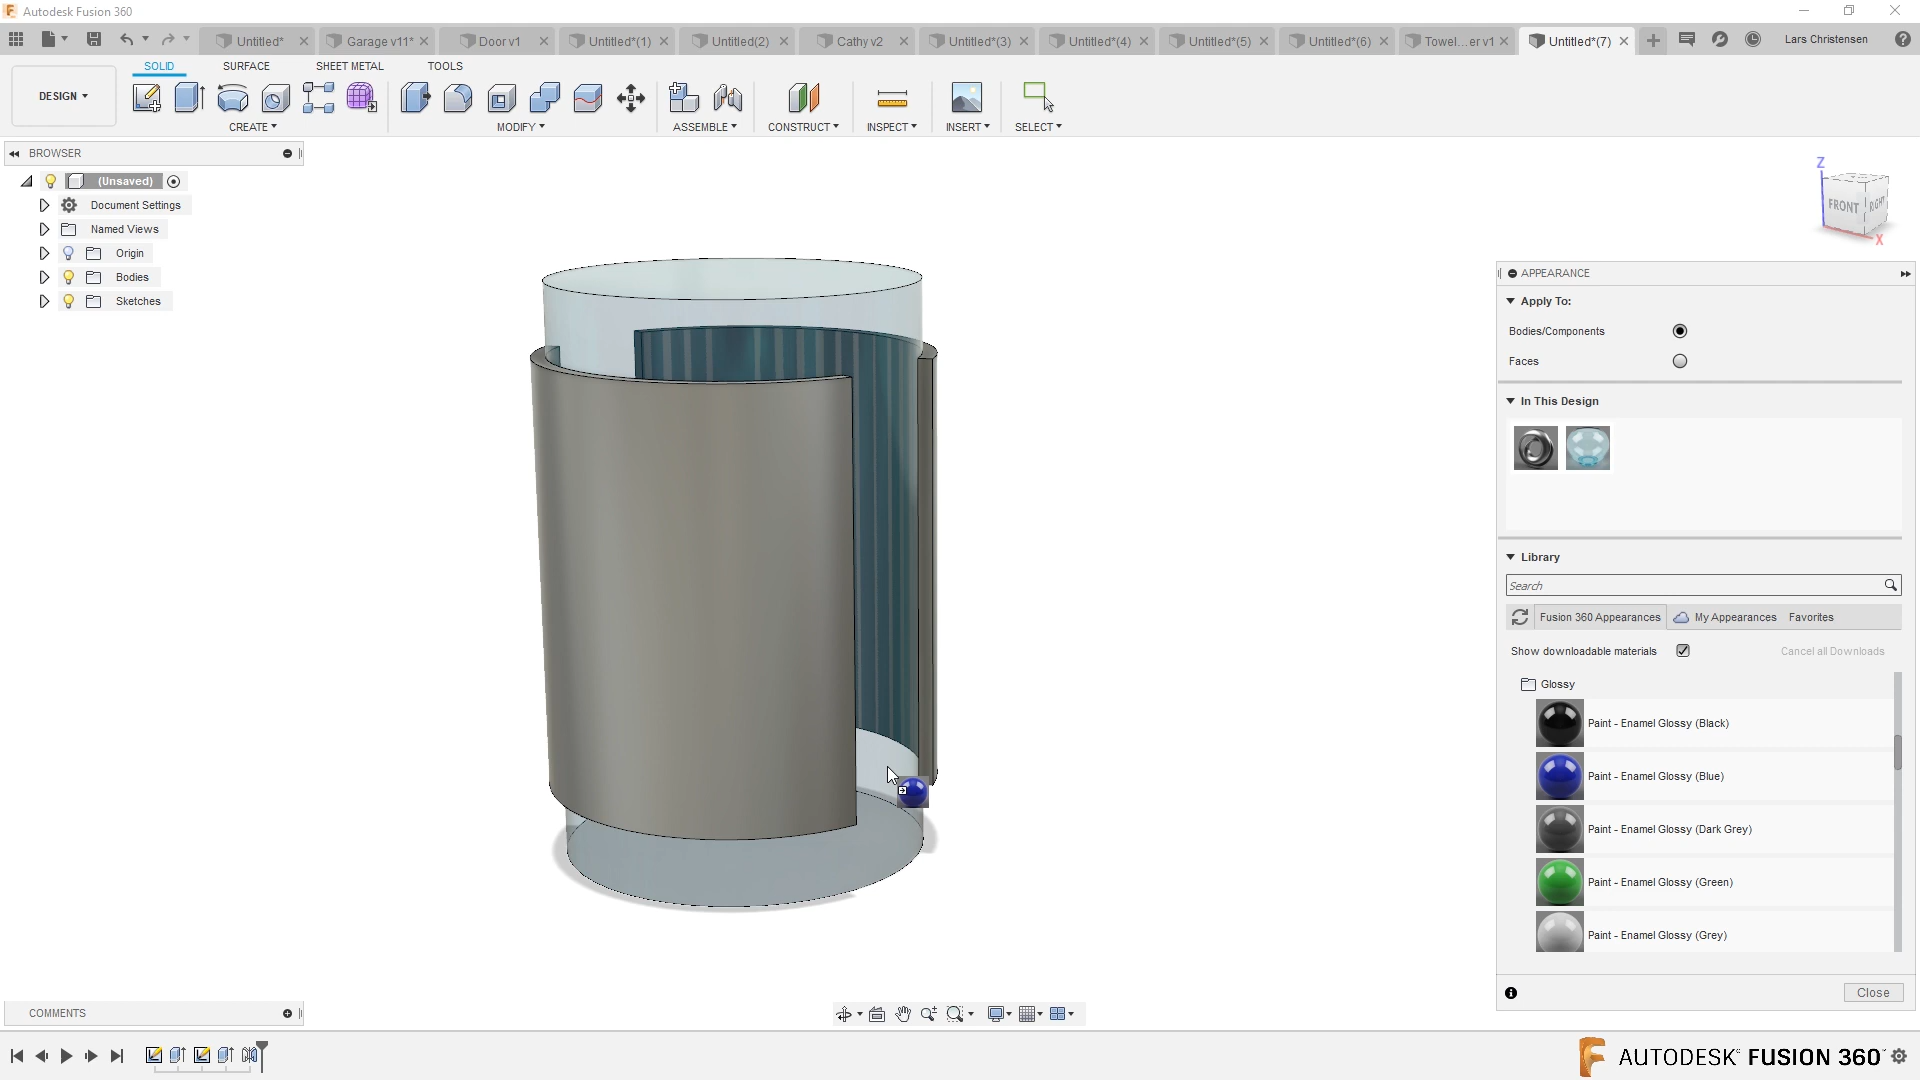 Autodesk Fusion 360
Untitled* Garage v11* Door v1 Untitled*(1) Untitled(2) Cathy v2 Untitled*(3) Untitled*(4) Untitled*(5) Untitled*(6) Towel...er v1 Untitled*(7) Lars Christensen
SOLID SURFACE SHEET METAL TOOLS
DESIGN
CREATE MODIFY ASSEMBLE CONSTRUCT INSPECT INSERT SELECT
BROWSER
(Unsaved)
Document Settings
Named Views
Origin
Bodies
Sketches
Z
FRONT RIGHT
X
APPEARANCE
Apply To:
Bodies/Components
Faces
In This Design
Library
Search
Fusion 360 Appearances My Appearances Favorites
Show downloadable materials Cancel all Downloads
Glossy
Paint - Enamel Glossy (Black)
Paint - Enamel Glossy (Blue)
Paint - Enamel Glossy (Dark Grey)
Paint - Enamel Glossy (Green)
Paint - Enamel Glossy (Grey)
Close
COMMENTS
AUTODESK FUSION 360